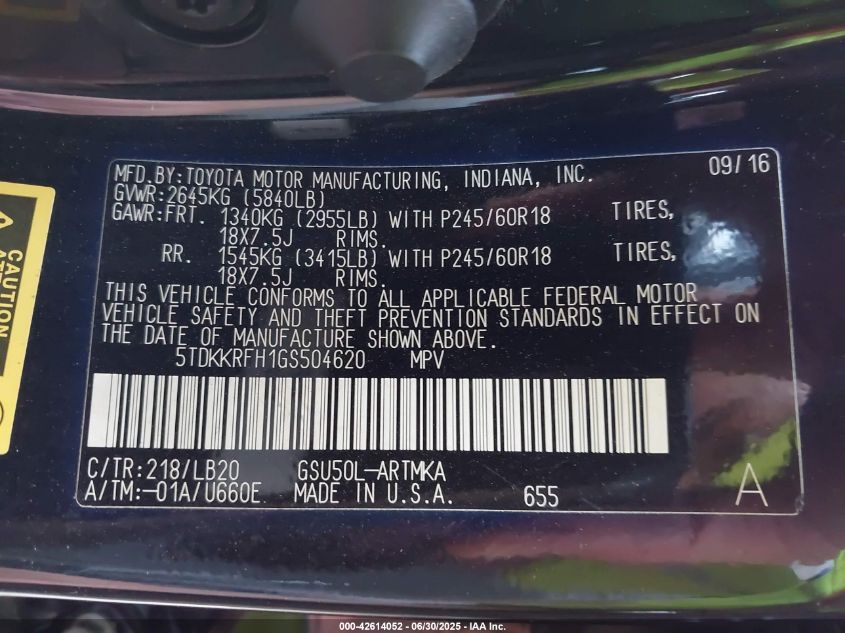 MFD.BY:TOYOTA MOTOR MANUFACTURING, INDIANA, INC. 09/16
GVWR:2645KG (5840LB)
GAWR:FRT. 1340KG (2955LB) WITH P245/60R18 TIRES,
18X7.5J RIMS.
RR. 1545KG (3415LB) WITH P245/60R18 TIRES,
18X7.5J RIMS.
THIS VEHICLE CONFORMS TO ALL APPLICABLE FEDERAL MOTOR
VEHICLE SAFETY AND THEFT PREVENTION STANDARDS IN EFFECT ON
THE DATE OF MANUFACTURE SHOWN ABOVE.
5TDKKRFH1GS504620 MPV
C/TR:218/LB20 GSU50L-ARTMKA
A/TM:-01A/U660E MADE IN U.S.A. 655 A
CAUTION
000-42614052 - 06/30/2025 - IAA Inc.